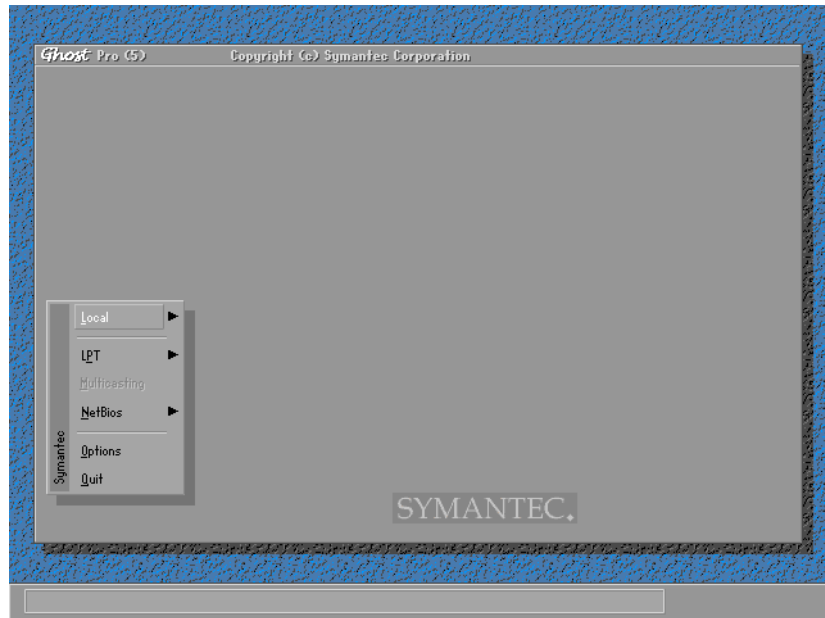 Ghost Pro (5) Copyright (c) Symantec Corporation
Local
LPT
Multicasting
NetBios
Options
Quit
Symantec
SYMANTEC.